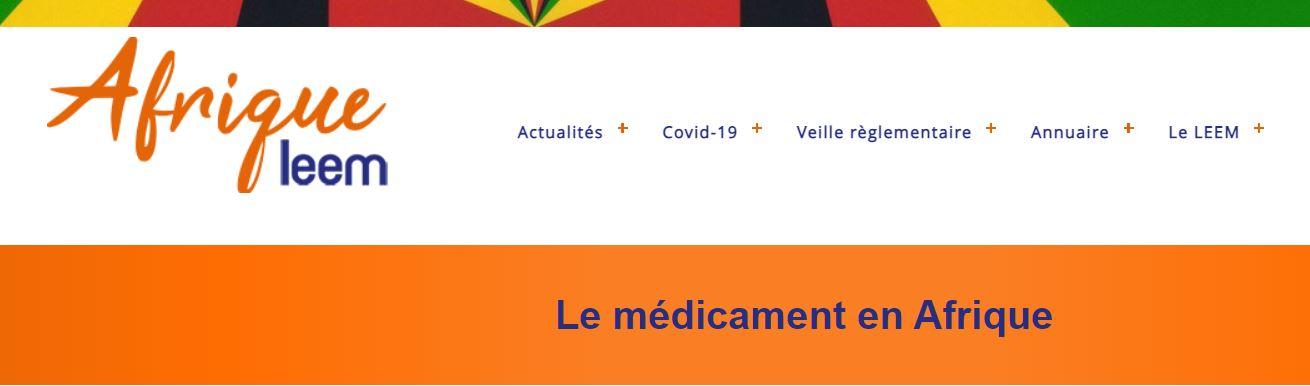 Afrique
leem
Actualités + Covid-19 + Veille règlementaire + Annuaire + Le LEEM +
Le médicament en Afrique